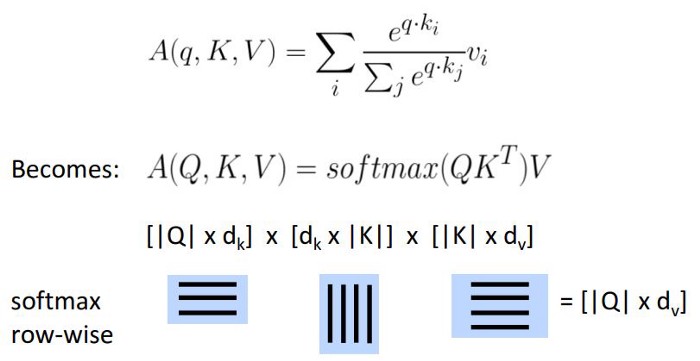 A(q, K, V) = ∑_i e^{q·k_i} / ∑_j e^{q·k_j} v_i
Becomes: A(Q, K, V) = softmax(QK^T)V
[|Q| x d_k] x [d_k x |K|] x [|K| x d_v]
softmax
row-wise
= [|Q| x d_v]